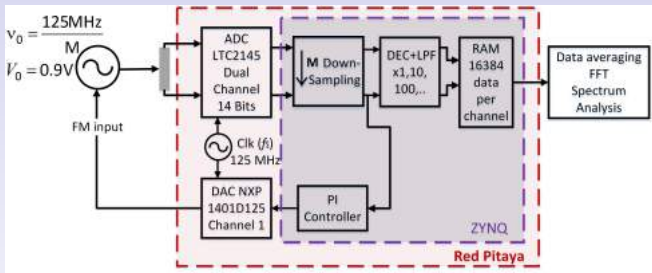 ν₀ = 125MHz
M
V₀ = 0.9V
FM input
ADC
LTC2145
Dual
Channel
14 Bits
Clk (fₛ)
125 MHz
DAC NXP
1401D125
Channel 1
M Down-
Sampling
DEC+LPF
x1,10,
100,..
RAM
16384
data
per
channel
PI
Controller
ZYNQ
Red Pitaya
Data averaging
FFT
Spectrum
Analysis